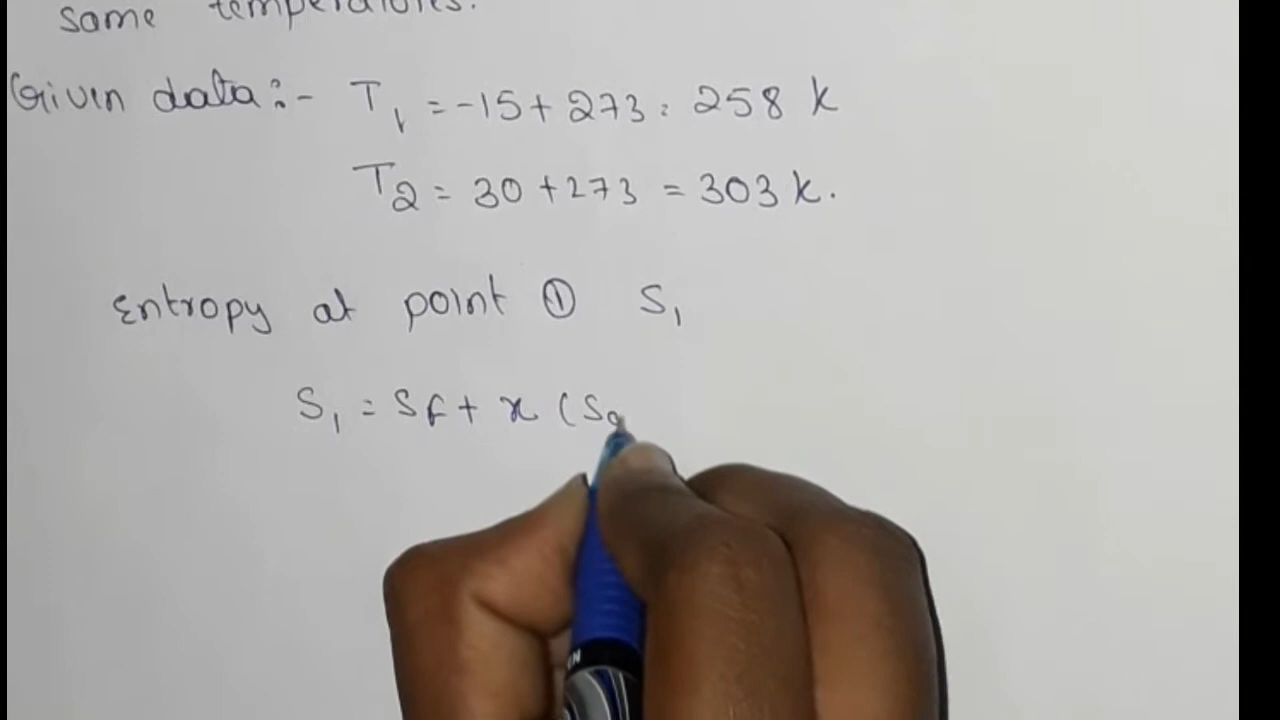 same temperatures.
Given data:- T1 = -15 + 273 = 258 k
T2 = 30 + 273 = 303 k.
Entropy at point ① S1
S1 = Sf + x (Sg